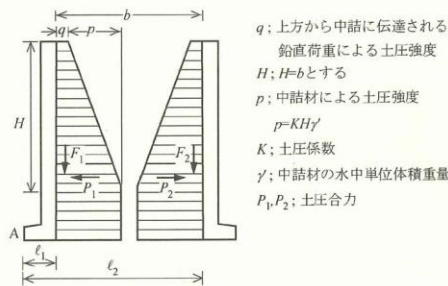 b
q
p
H
F₁
F₂
P₁
P₂
A
ℓ₁
ℓ₂
q ; 上方から中詰に伝達される
鉛直荷重による土圧強度
H ; H=bとする
p ; 中詰材による土圧強度
p=KHγ'
K ; 土圧係数
γ' ; 中詰材の水中単位体積重量
P₁,P₂ ; 土圧合力